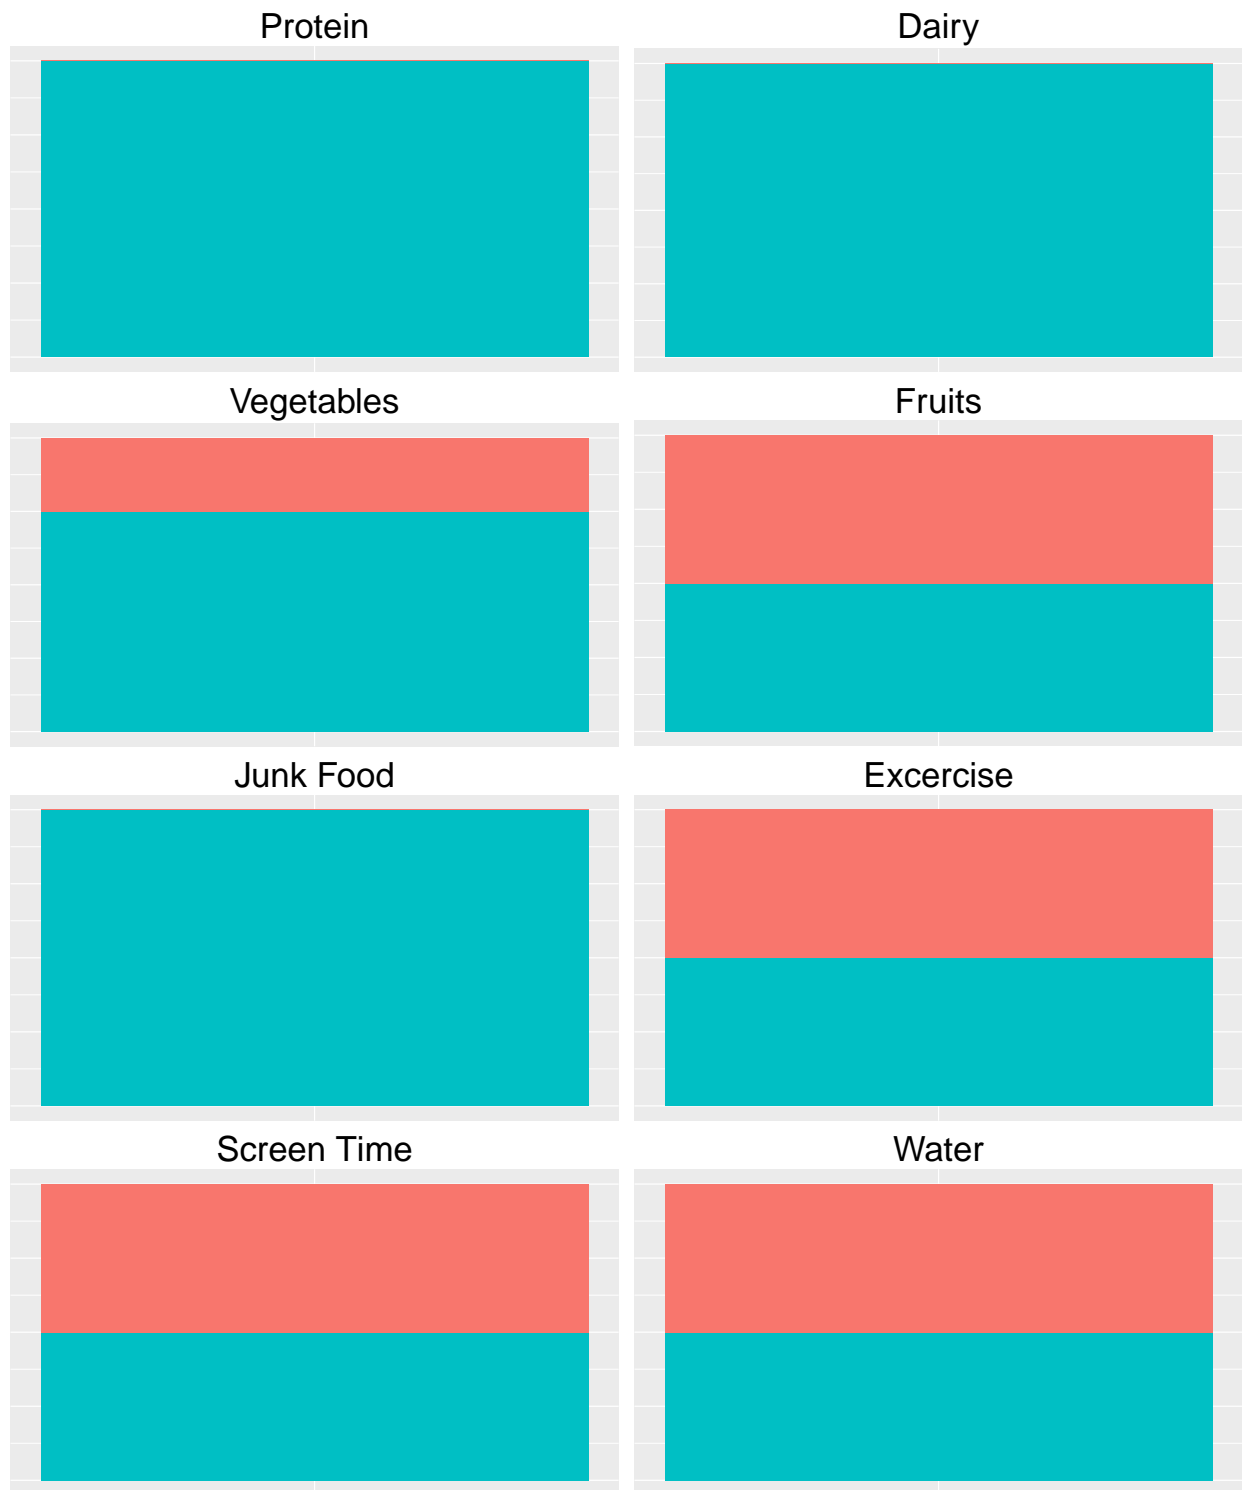 Protein
Dairy
Vegetables
Fruits
Junk Food
Excercise
Screen Time
Water